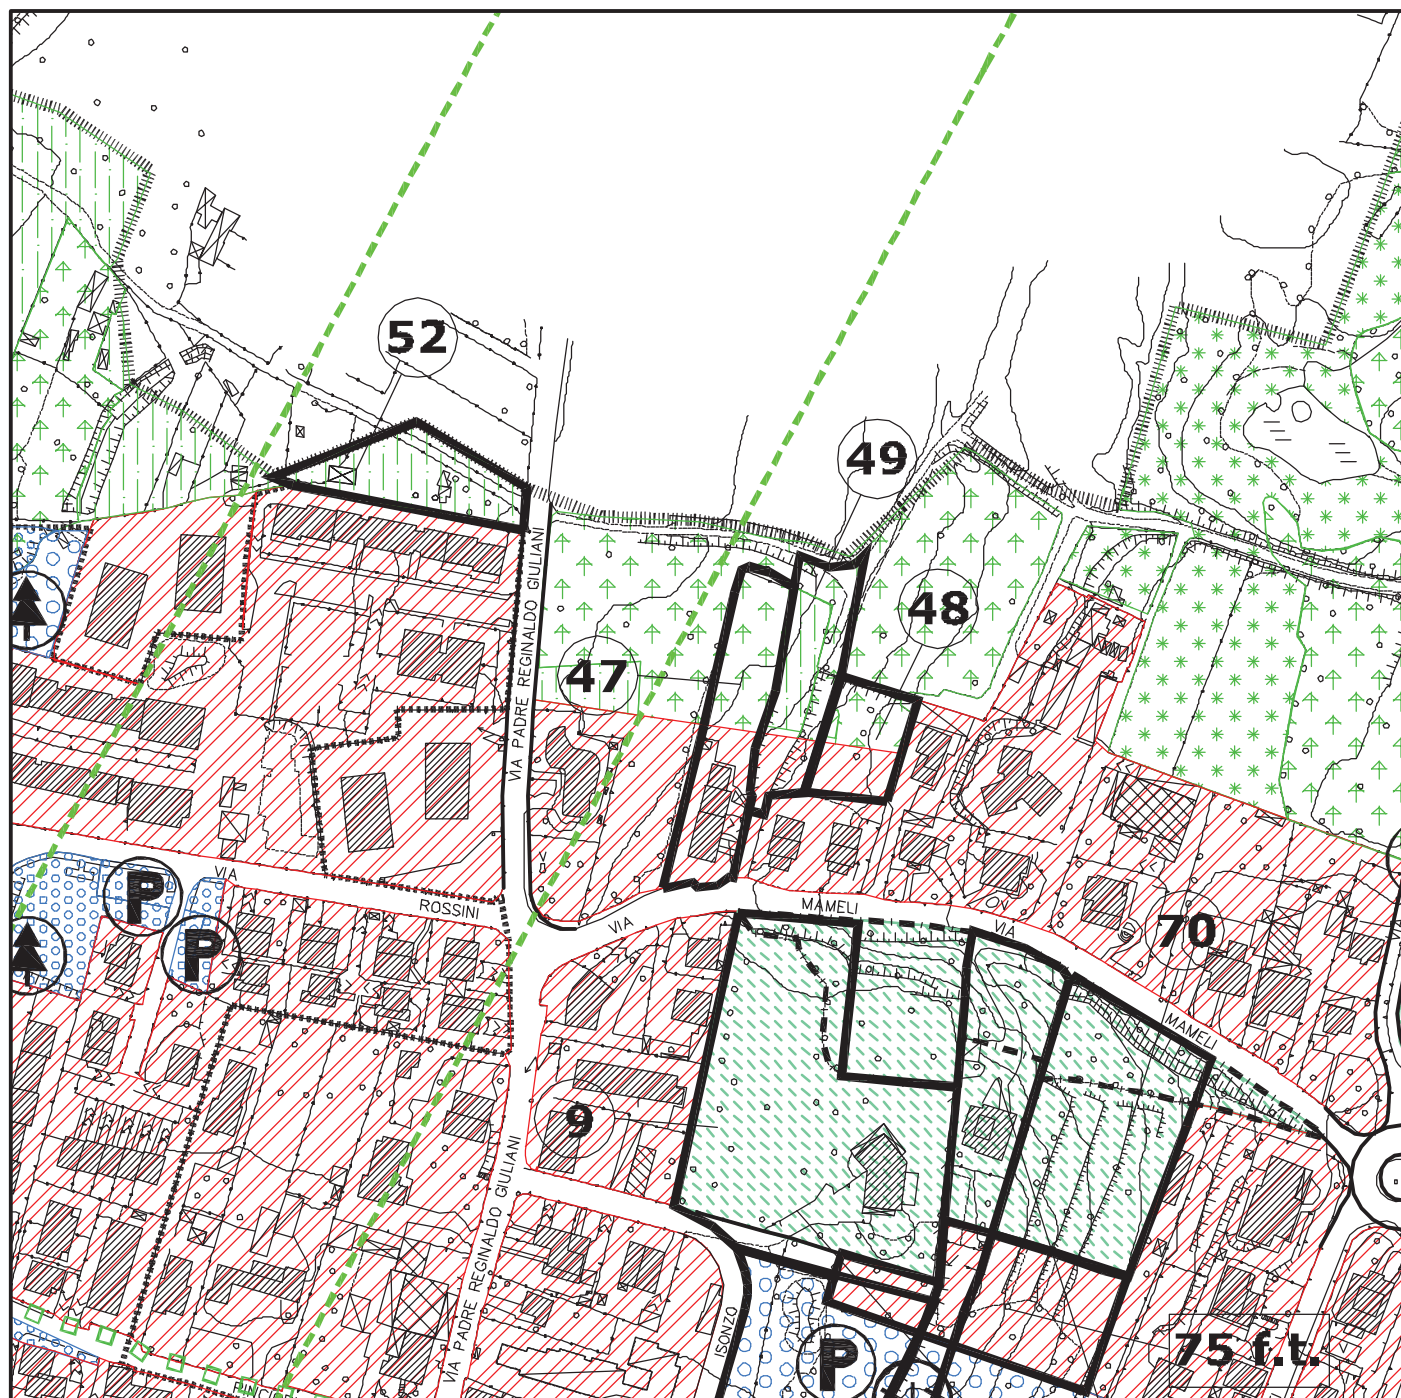 52
49
48
47
VIA PADRE REGINALDO GIULIANI
VIA
ROSSINI
VIA
MAMELI
VIA
70
P
P
MAMELI
9
VIA PADRE REGINALDO GIULIANI
ISONZO
P
75 f.t.